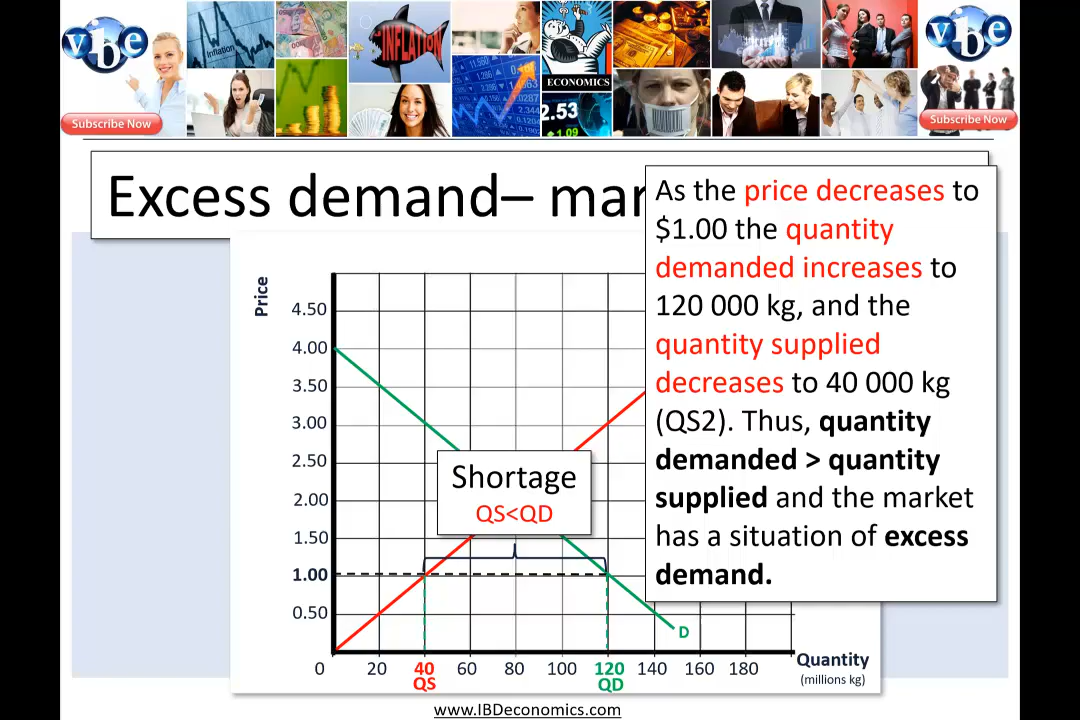 vbe
Subscribe Now
Inflation
INFLATION
ECONOMICS
2.53
1.09
vbe
Subscribe Now
Excess demand– mar
As the price decreases to
$1.00 the quantity
demanded increases to
120 000 kg, and the
quantity supplied
decreases to 40 000 kg
(QS2). Thus, quantity
demanded > quantity
supplied and the market
has a situation of excess
demand.
Price
4.50
4.00
3.50
3.00
2.50
2.00
1.50
1.00
0.50
Shortage
QS<QD
D
0 20 40 60 80 100 120 140 160 180
QS QD
Quantity
(millions kg)
www.IBDeconomics.com